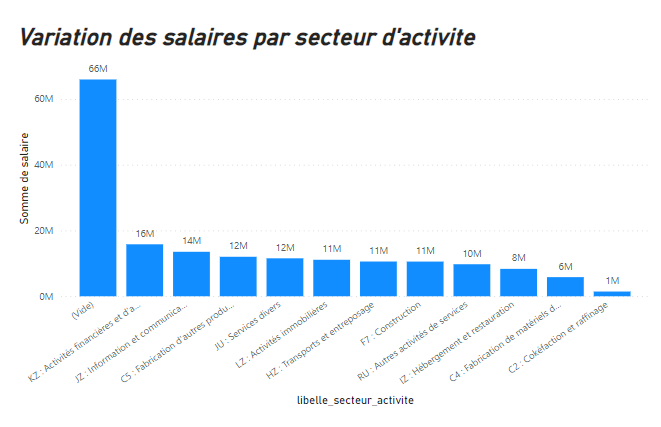 Variation des salaires par secteur d'activite
66M
60M
Somme de salaire
40M
20M
16M
14M
12M
12M
11M
11M
11M
10M
8M
6M
1M
0M
(Vide)
KZ : Activités financières et d'a...
JZ : Information et communica...
C5 : Fabrication d'autres produ...
JU : Services divers
LZ : Activités immobilières
HZ : Transports et entreposage
F7 : Construction
RU : Autres activités de services
IZ : Hébergement et restauration
C4 : Fabrication de matériels d...
C2 : Cokéfaction et raffinage
libelle_secteur_activite